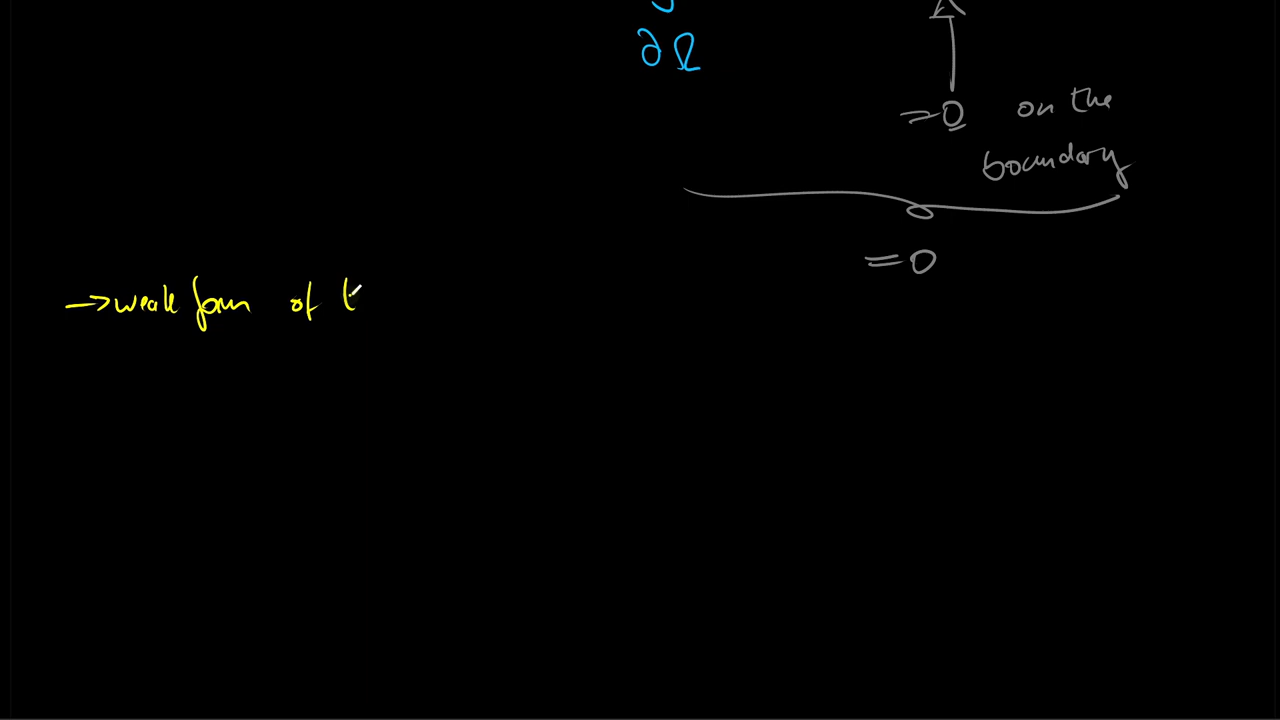 ∂Ω
=0 on the
boundary
=0
→ weak form of t